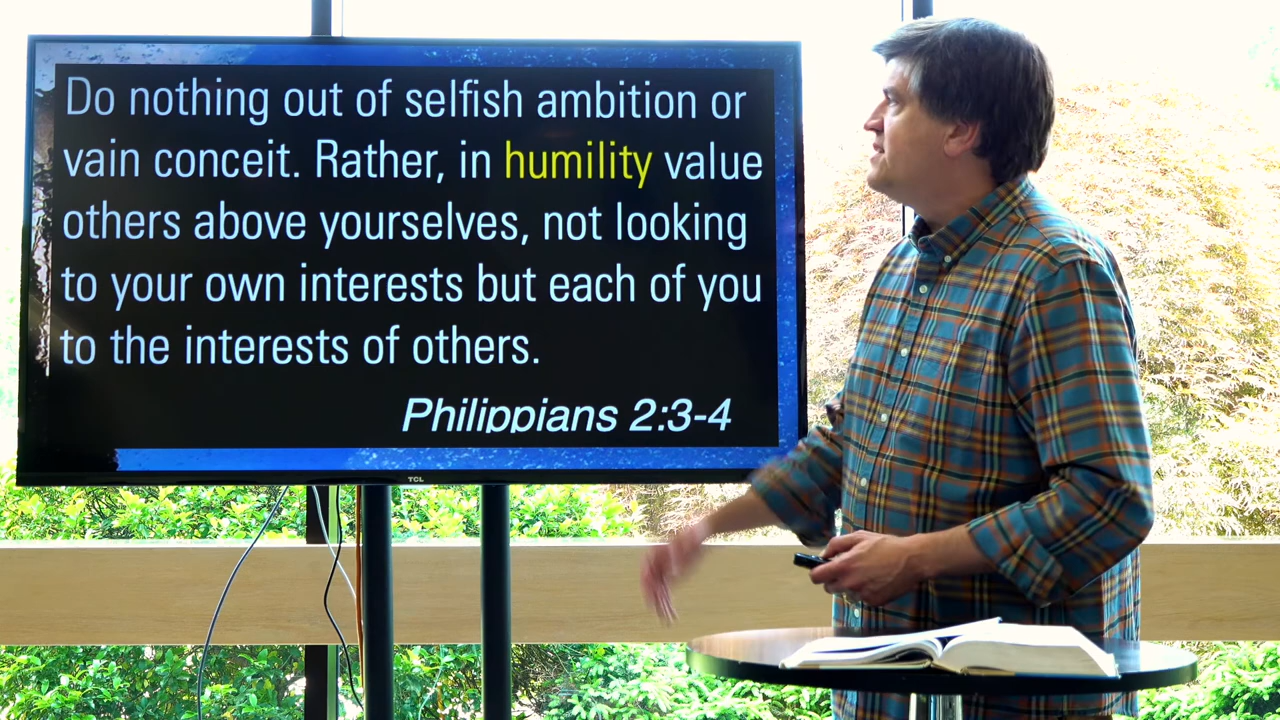 Do nothing out of selfish ambition or
vain conceit. Rather, in humility value
others above yourselves, not looking
to your own interests but each of you
to the interests of others.
Philippians 2:3-4
TCL